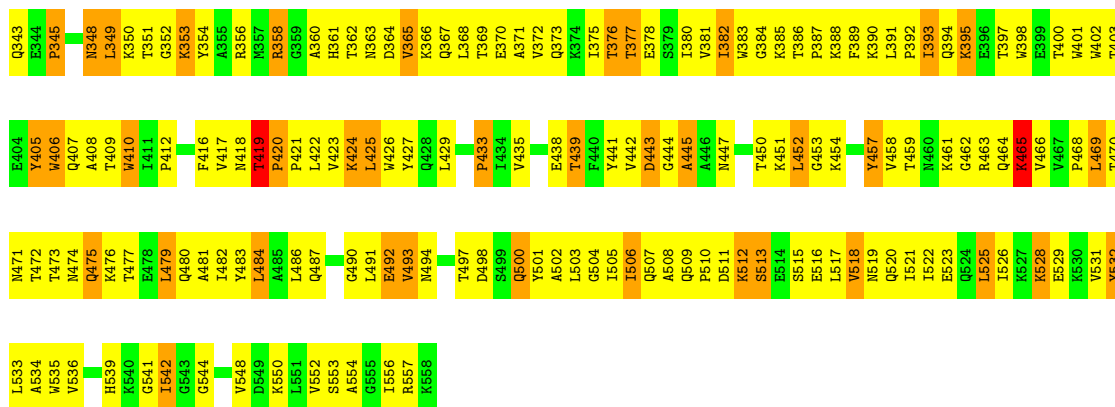 Q343 E344 P345 N348 L349 K350 T351 G352 K353 Y354 A355 R356 M357 R358 G359 A360 H361 T362 N363 D364 V365 K366 Q367 L368 T369 E370 A371 V372 Q373 K374 I375 T376 T377 E378 S379 I380 V381 I382 W383 G384 K385 T386 P387 K388 F389 K390 L391 P392 I393 Q394 K395 E396 T397 W398 E399 T400 W401 W402 T403
E404 Y405 W406 Q407 A408 T409 W410 I411 P412 F416 V417 N418 T419 P420 P421 L422 V423 K424 L425 W426 Y427 Q428 L429 P433 I434 V435 E438 T439 F440 Y441 V442 D443 G444 A445 A446 N447 T450 K451 L452 G453 K454 Y457 V458 T459 N460 K461 G462 R463 Q464 K465 V466 V467 P468 L469 T470
N471 T472 T473 N474 Q475 K476 T477 E478 L479 Q480 A481 I482 Y483 L484 A485 L486 Q487 G490 L491 E492 V493 N494 T497 D498 S499 Q500 Y501 A502 L503 G504 I505 I506 Q507 A508 Q509 P510 D511 K512 S513 E514 S515 E516 L517 V518 N519 Q520 I521 I522 E523 Q524 L525 I526 K527 K528 E529 K530 V531 Y532
L533 A534 W535 V536 H539 K540 G541 I542 G543 G544 V548 D549 K550 L551 V552 S553 A554 G555 I556 R557 K558